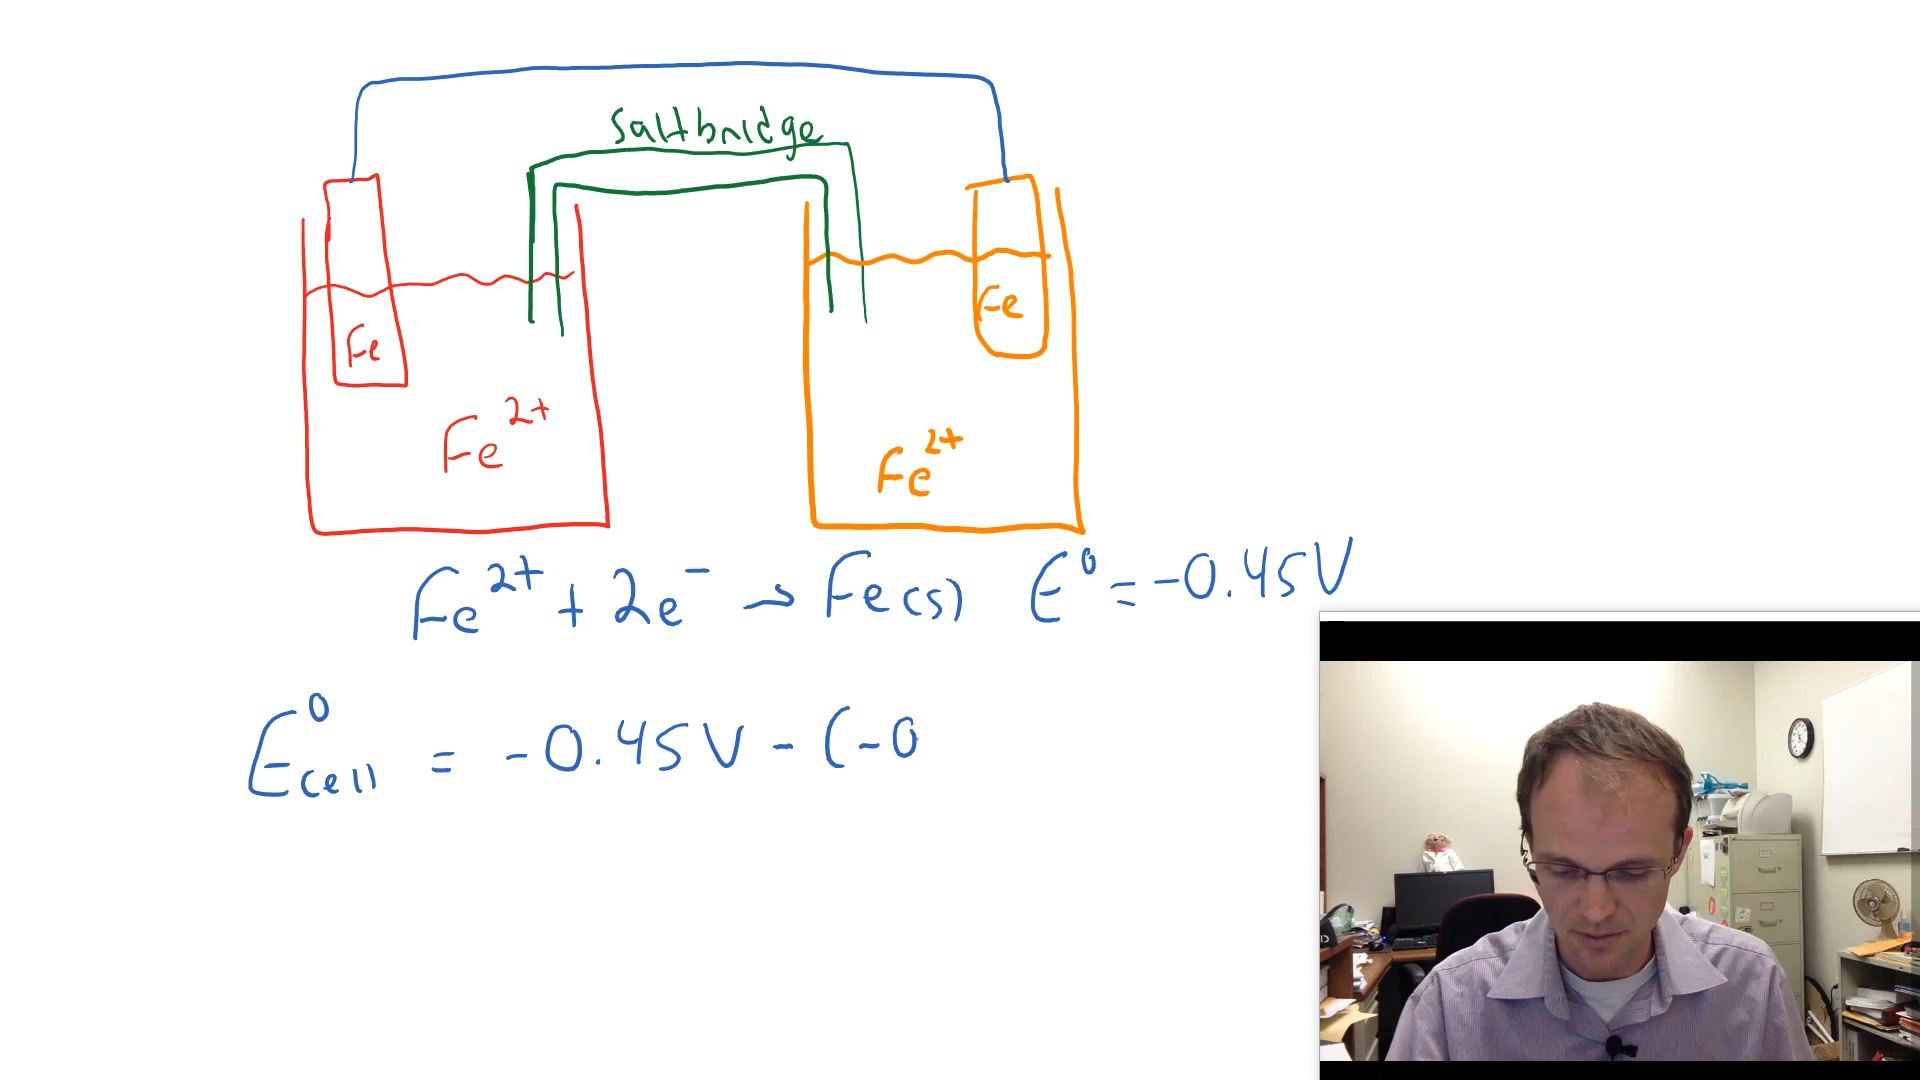 Saltbridge
Fe
Fe
Fe²⁺
Fe²⁺
Fe²⁺ + 2e⁻ → Fe(s) E⁰ = -0.45V
E⁰cell = -0.45V - (-0